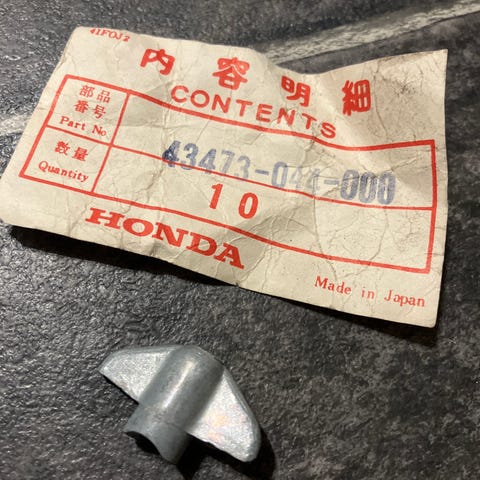 41FOJ2
内容明細
CONTENTS
部品
番号
Part No.
43473-044-000
数量
Quantity
10
HONDA
Made in Japan